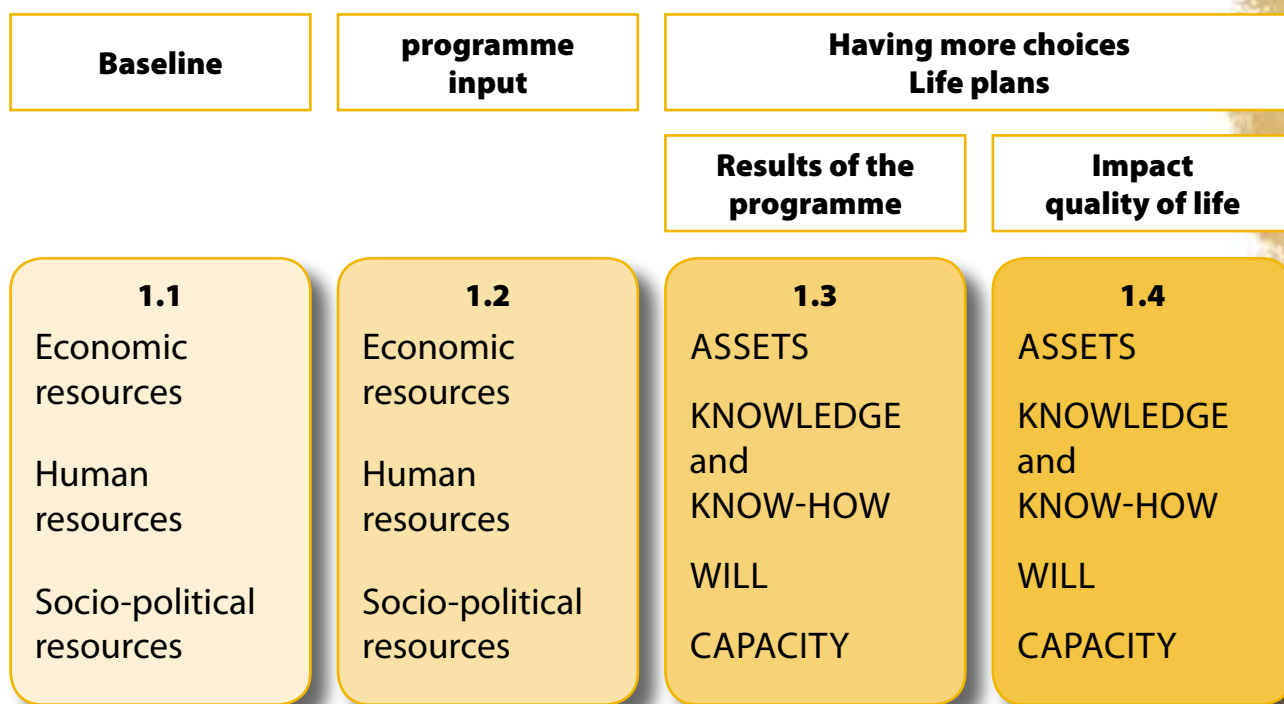 Baseline
programme
input
Having more choices
Life plans
Results of the
programme
Impact
quality of life
1.1
Economic
resources
Human
resources
Socio-political
resources
1.2
Economic
resources
Human
resources
Socio-political
resources
1.3
ASSETS
KNOWLEDGE
and
KNOW-HOW
WILL
CAPACITY
1.4
ASSETS
KNOWLEDGE
and
KNOW-HOW
WILL
CAPACITY